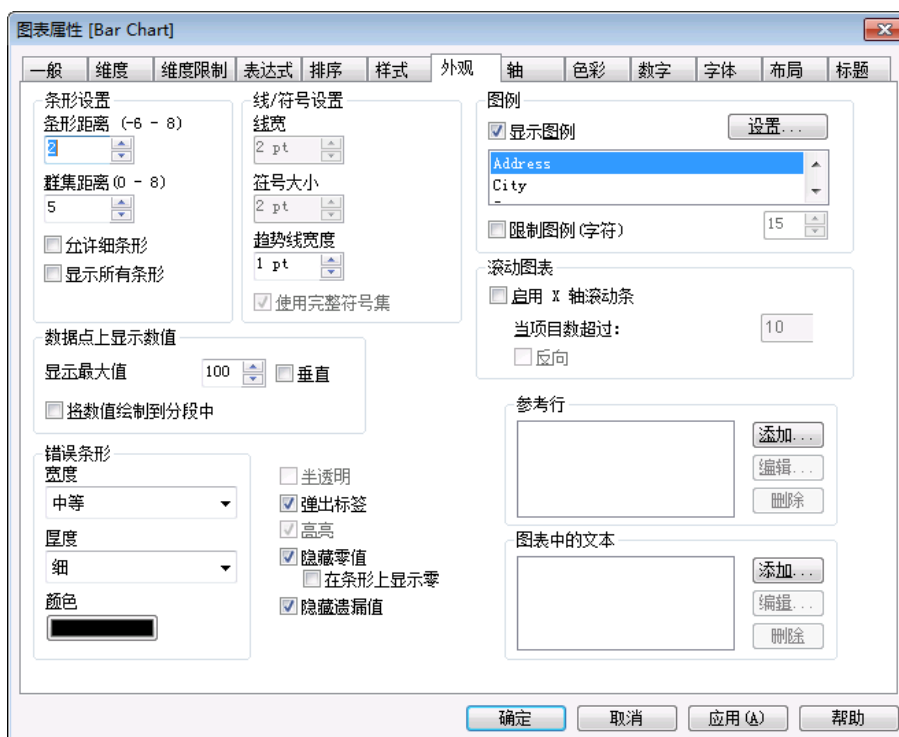 图表属性 [Bar Chart]
一般 维度 维度限制 表达式 排序 样式 外观 轴 色彩 数字 字体 布局 标题
条形设置
条形距离 (-6 - 8)
2
群集距离(0 - 8)
5
允许细条形
显示所有条形
线/符号设置
线宽
2 pt
符号大小
2 pt
趋势线宽度
1 pt
使用完整符号集
图例
显示图例
设置...
Address
City
限制图例(字符)
15
滚动图表
启用 X 轴滚动条
当项目数超过:
10
反向
数据点上显示数值
显示最大值
100
垂直
将数值绘制到分段中
错误条形
宽度
中等
厚度
细
颜色
半透明
弹出标签
高亮
隐藏零值
在条形上显示零
隐藏遗漏值
参考行
添加...
编辑...
删除
图表中的文本
添加...
编辑...
删除
确定 取消 应用(A) 帮助